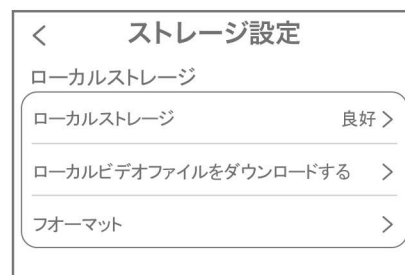 ストレージ設定
ローカルストレージ
ローカルストレージ 良好
ローカルビデオファイルをダウンロードする
フオーマット